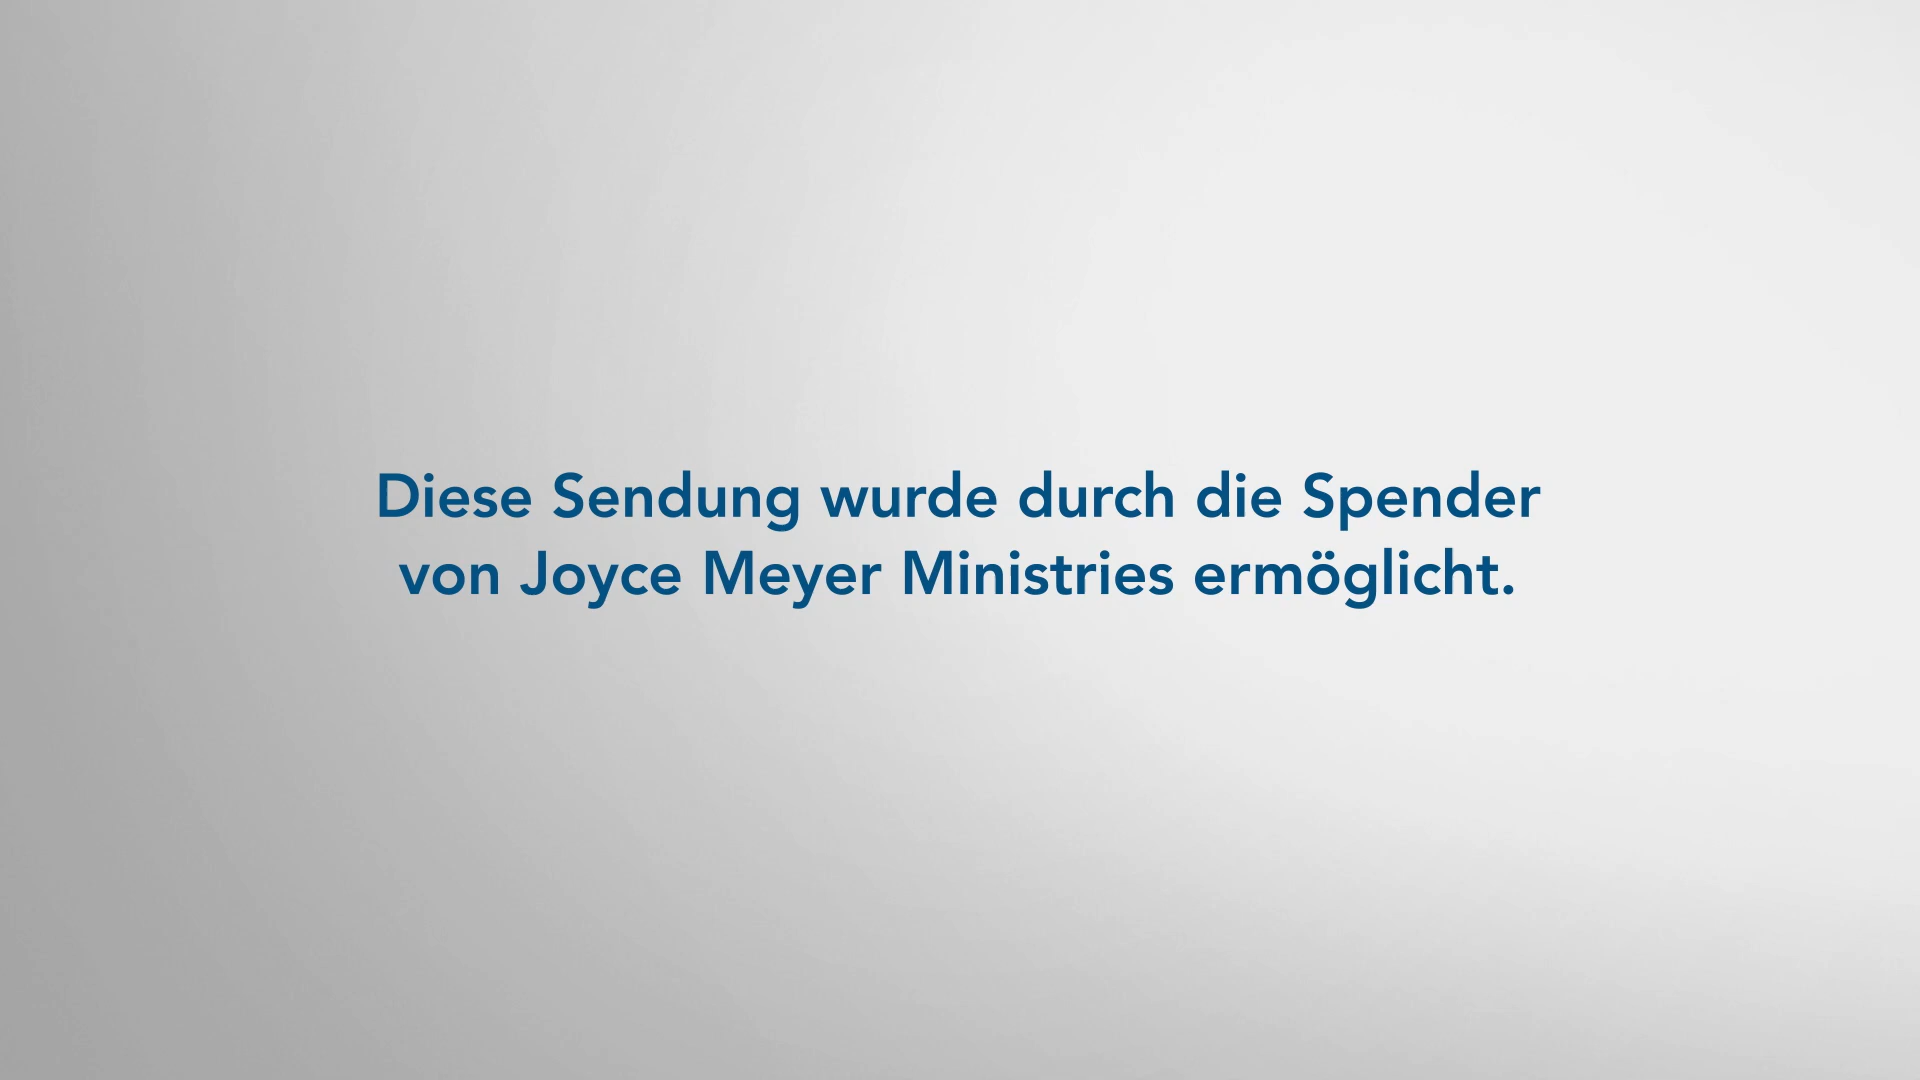 Diese Sendung wurde durch die Spender
von Joyce Meyer Ministries ermöglicht.